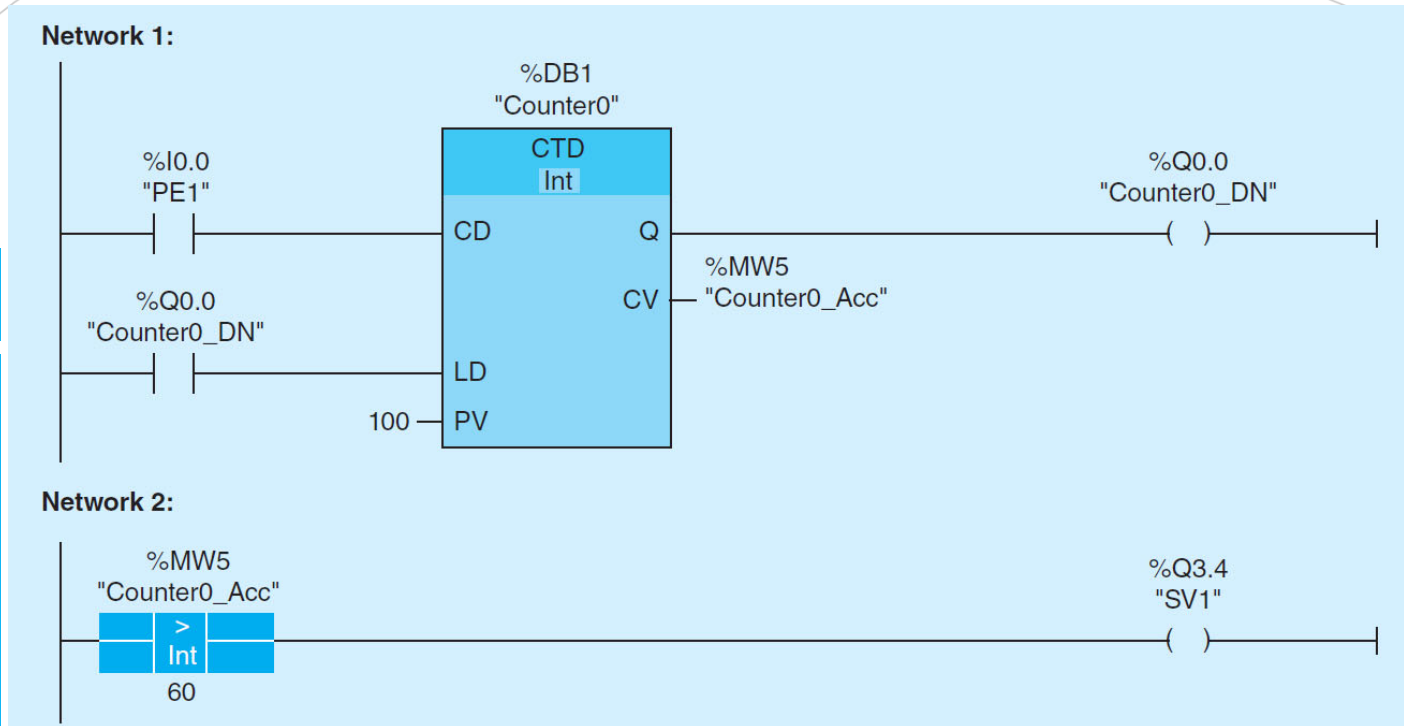 Network 1:
%DB1
"Counter0"
CTD
Int
%I0.0
"PE1"
%Q0.0
"Counter0_DN"
CD
Q
%MW5
"Counter0_Acc"
CV
%Q0.0
"Counter0_DN"
LD
100
PV
Network 2:
%MW5
"Counter0_Acc"
>
Int
60
%Q3.4
"SV1"